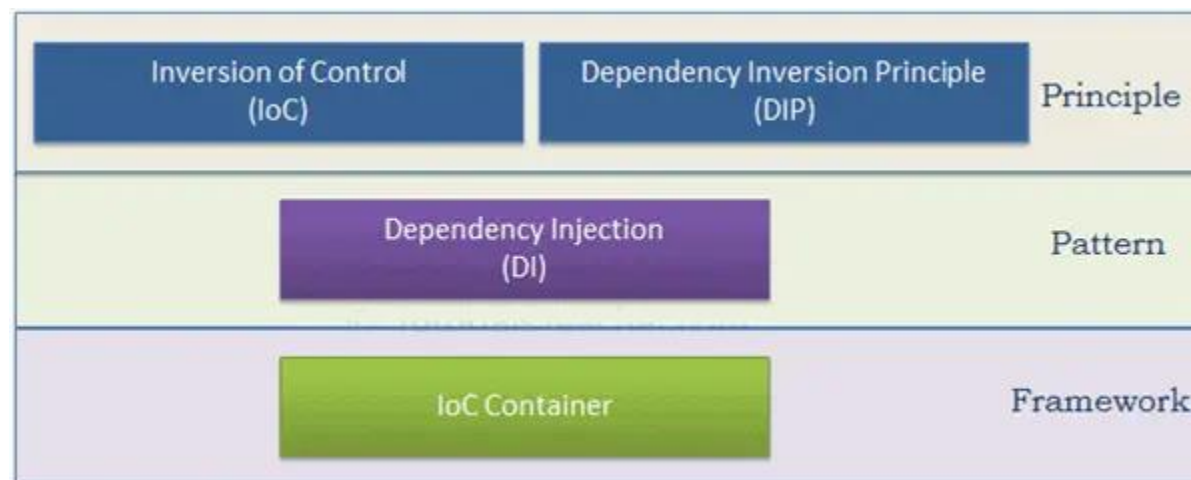 Inversion of Control
(IoC)
Dependency Inversion Principle
(DIP)
Principle
Dependency Injection
(DI)
Pattern
IoC Container
Framework